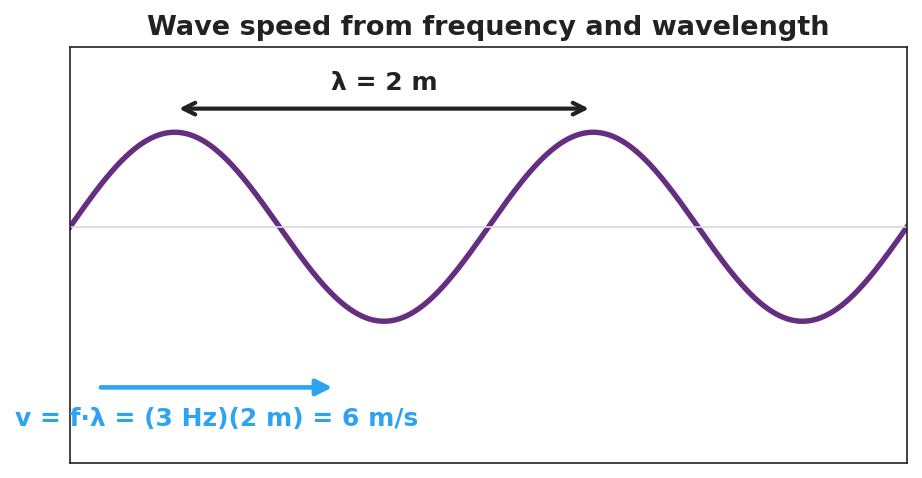 Wave speed from frequency and wavelength
λ = 2 m
v = f·λ = (3 Hz)(2 m) = 6 m/s